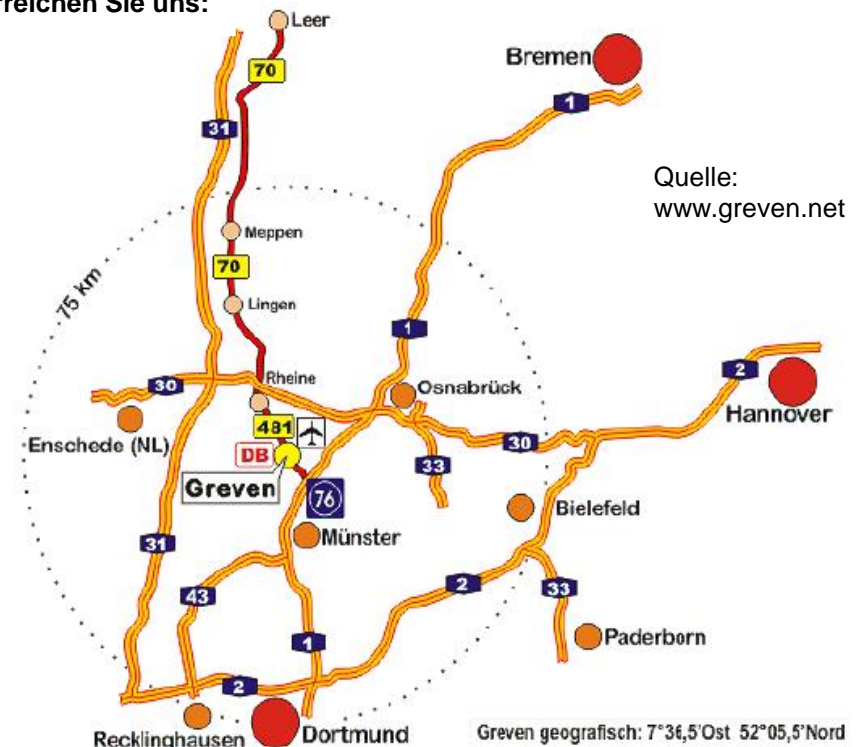 rreichen Sie uns:
Leer
70
Bremen
1
31
Quelle:
www.greven.net
Meppen
70
75 km
Lingen
1
2
Rheine
30
Osnabrück
Hannover
481
Enschede (NL)
DB
30
33
Greven
76
Bielefeld
Münster
31
2
33
43
1
Paderborn
2
Recklinghausen
Dortmund
Greven geografisch: 7°36,5'Ost 52°05,5'Nord